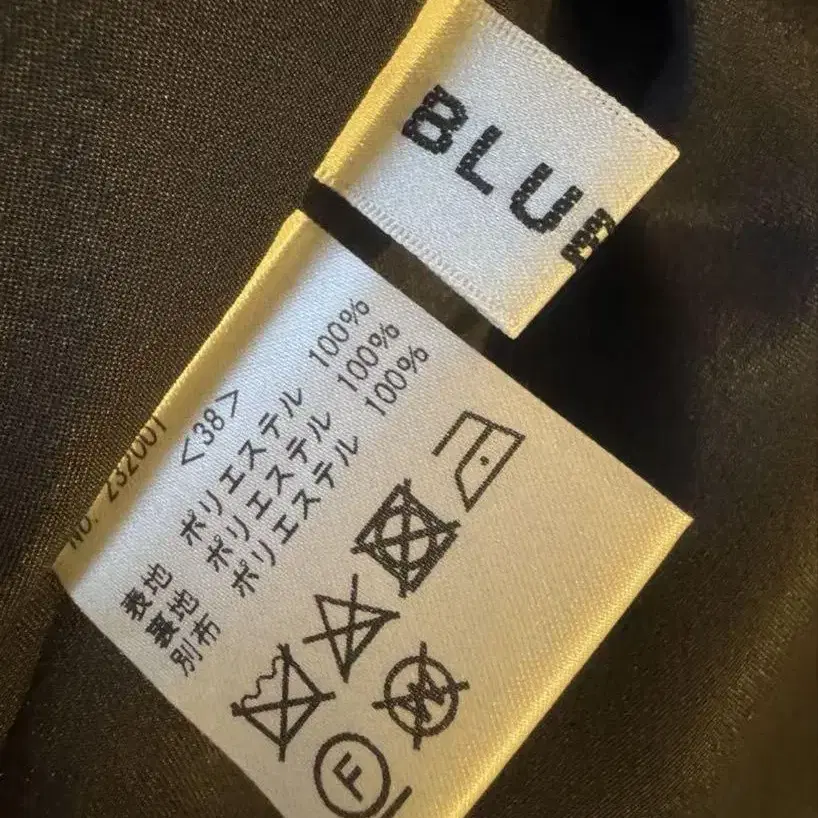 BLUE
NO. 232001
<38>
表地 ポリエステル 100%
裏地 ポリエステル 100%
別布 ポリエステル 100%
W
F